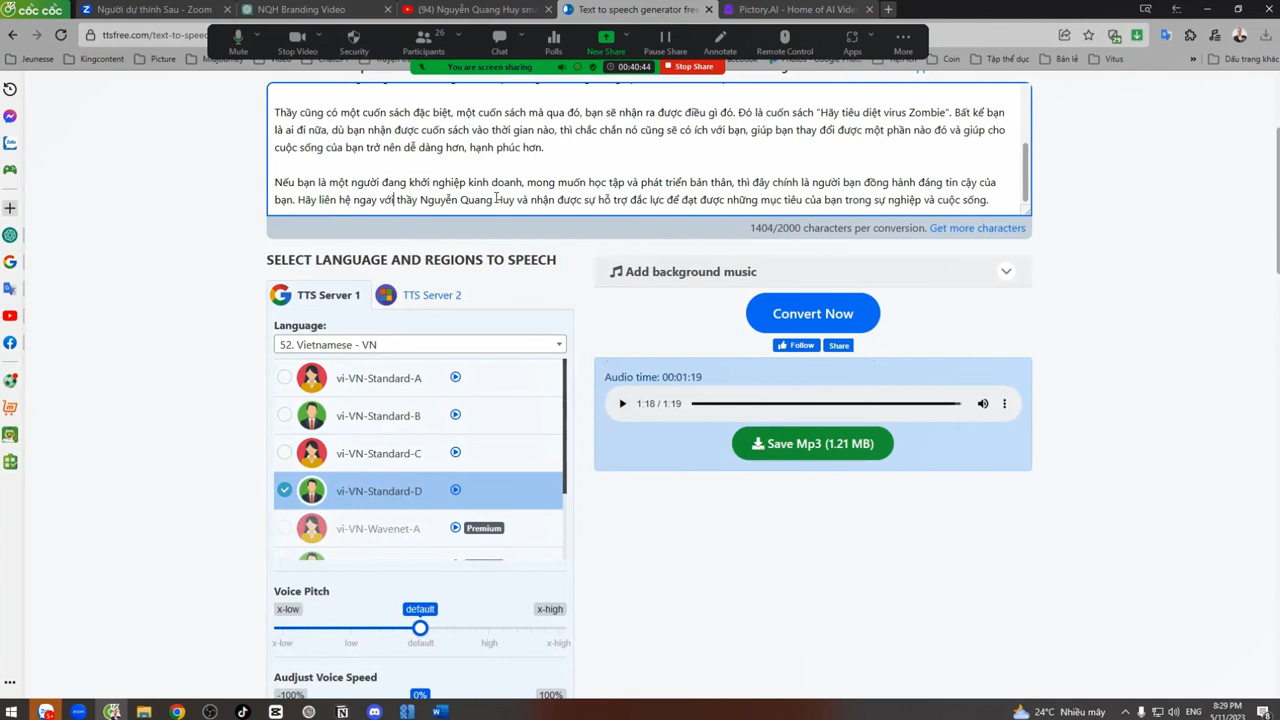 cốc cốc
Người dự thính Sau - Zoom
NQH Branding Video
(94) Nguyễn Quang Huy sma
Text to speech generator free
Pictory.AI - Home of AI Video
ttsfree.com/text-to-speec
Mute
Stop Video
Security
Participants
26
Chat
Polls
New Share
Pause Share
Annotate
Remote Control
Apps
More
Jeunesse
Kingcontent
Picture
Coin
Tập thể dục
Bán lẻ
Vitus
Dấu trang khác
You are screen sharing
00:40:44
Stop Share
Thầy cũng có một cuốn sách đặc biệt, một cuốn sách mà qua đó, bạn sẽ nhận ra được điều gì đó. Đó là cuốn sách "Hãy tiêu diệt virus Zombie". Bất kể bạn
là ai đi nữa, dù bạn nhận được cuốn sách vào thời gian nào, thì chắc chắn nó cũng sẽ có ích với bạn, giúp bạn thay đổi được một phần nào đó và giúp cho
cuộc sống của bạn trở nên dễ dàng hơn, hạnh phúc hơn.
Nếu bạn là một người đang khởi nghiệp kinh doanh, mong muốn học tập và phát triển bản thân, thì đây chính là người bạn đồng hành đáng tin cậy của
bạn. Hãy liên hệ ngay với thầy Nguyễn Quang Huy và nhận được sự hỗ trợ đắc lực để đạt được những mục tiêu của bạn trong sự nghiệp và cuộc sống.
1404/2000 characters per conversion. Get more characters
SELECT LANGUAGE AND REGIONS TO SPEECH
TTS Server 1
TTS Server 2
Language:
52. Vietnamese - VN
vi-VN-Standard-A
vi-VN-Standard-B
vi-VN-Standard-C
vi-VN-Standard-D
vi-VN-Wavenet-A
Premium
Voice Pitch
x-low
default
x-high
x-low
low
default
high
x-high
Audjust Voice Speed
-100%
0%
100%
Add background music
Convert Now
Follow
Share
Audio time: 00:01:19
1:18 / 1:19
Save Mp3 (1.21 MB)
24°C Nhiều mây
8:29 PM
5/11/2023